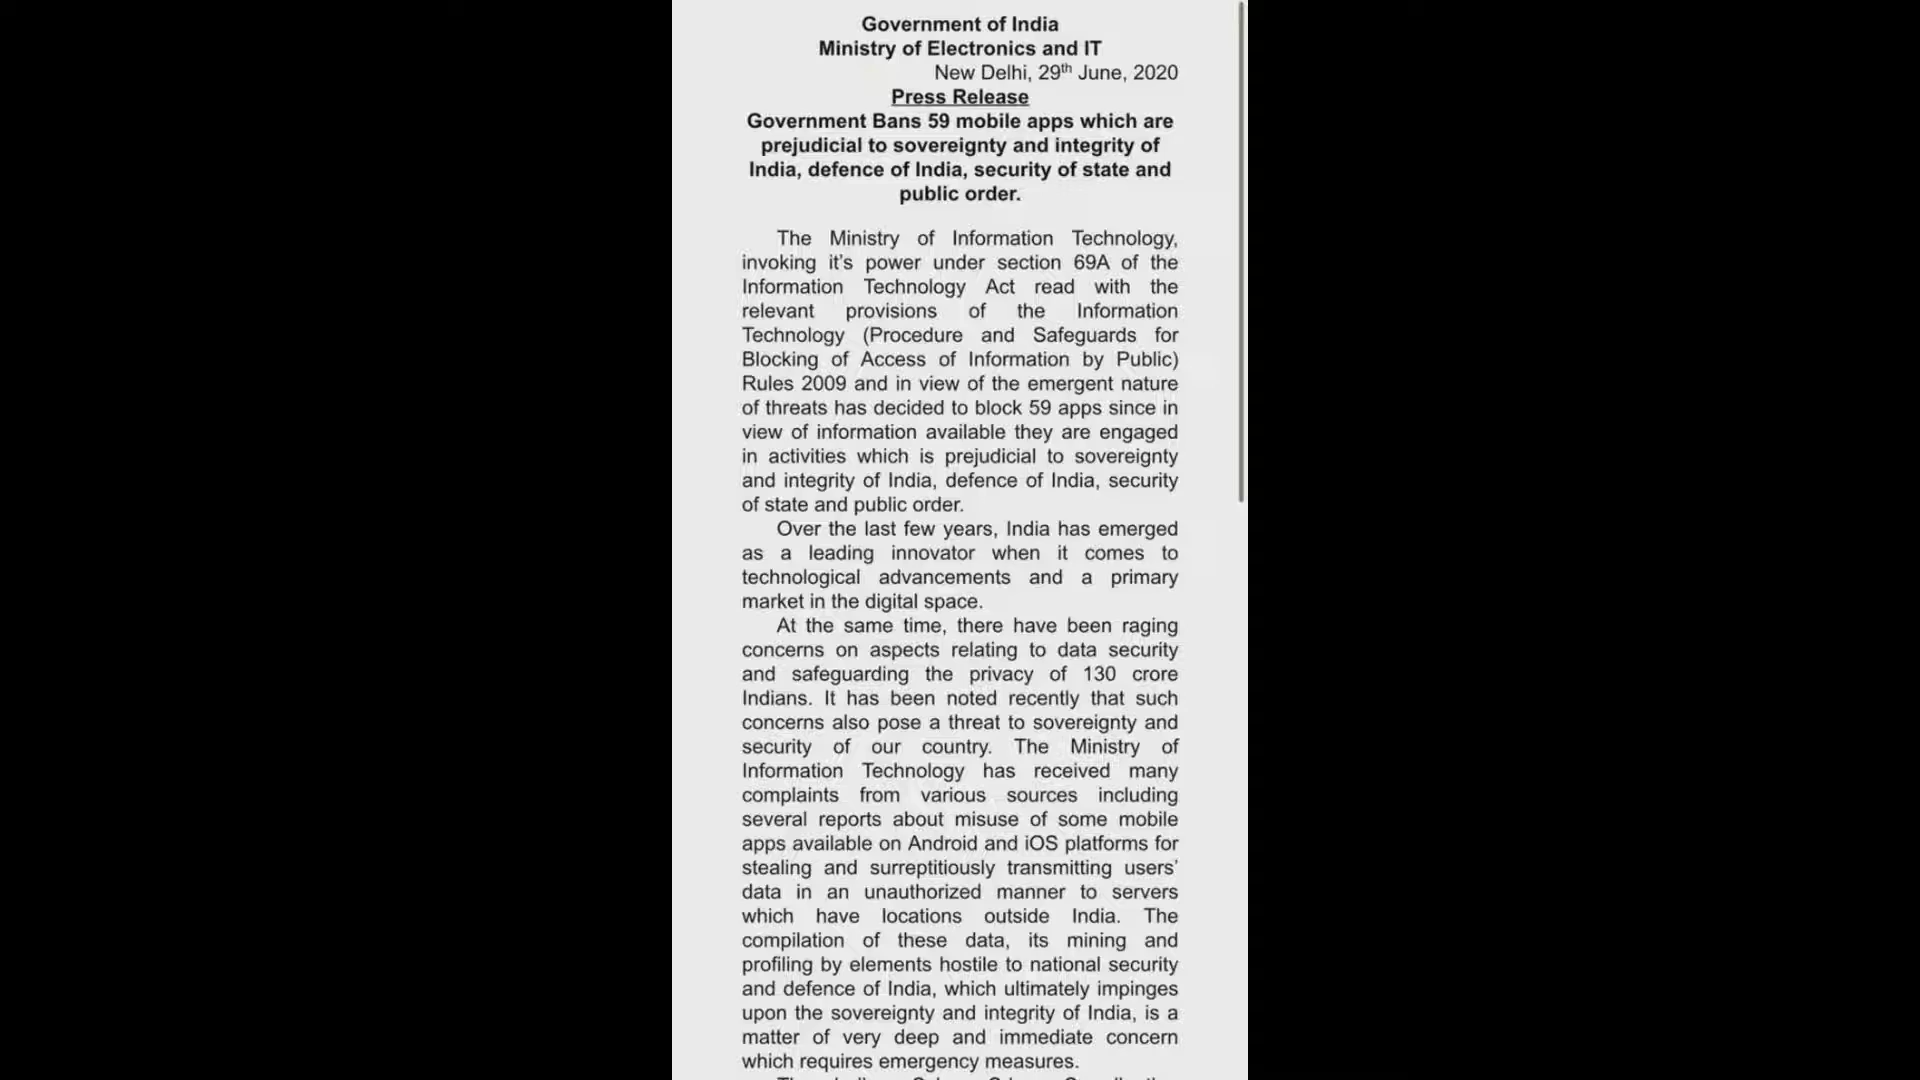 Government of India
Ministry of Electronics and IT
New Delhi, 29th June, 2020
Press Release
Government Bans 59 mobile apps which are
prejudicial to sovereignty and integrity of
India, defence of India, security of state and
public order.
The Ministry of Information Technology,
invoking it's power under section 69A of the
Information Technology Act read with the
relevant provisions of the Information
Technology (Procedure and Safeguards for
Blocking of Access of Information by Public)
Rules 2009 and in view of the emergent nature
of threats has decided to block 59 apps since in
view of information available they are engaged
in activities which is prejudicial to sovereignty
and integrity of India, defence of India, security
of state and public order.
Over the last few years, India has emerged
as a leading innovator when it comes to
technological advancements and a primary
market in the digital space.
At the same time, there have been raging
concerns on aspects relating to data security
and safeguarding the privacy of 130 crore
Indians. It has been noted recently that such
concerns also pose a threat to sovereignty and
security of our country. The Ministry of
Information Technology has received many
complaints from various sources including
several reports about misuse of some mobile
apps available on Android and iOS platforms for
stealing and surreptitiously transmitting users'
data in an unauthorized manner to servers
which have locations outside India. The
compilation of these data, its mining and
profiling by elements hostile to national security
and defence of India, which ultimately impinges
upon the sovereignty and integrity of India, is a
matter of very deep and immediate concern
which requires emergency measures.